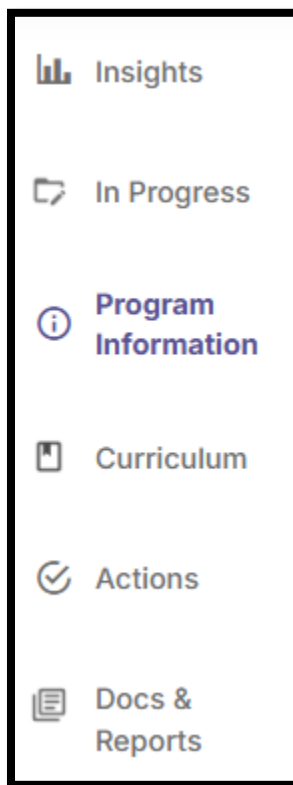 Insights
In Progress
Program
Information
Curriculum
Actions
Docs &
Reports